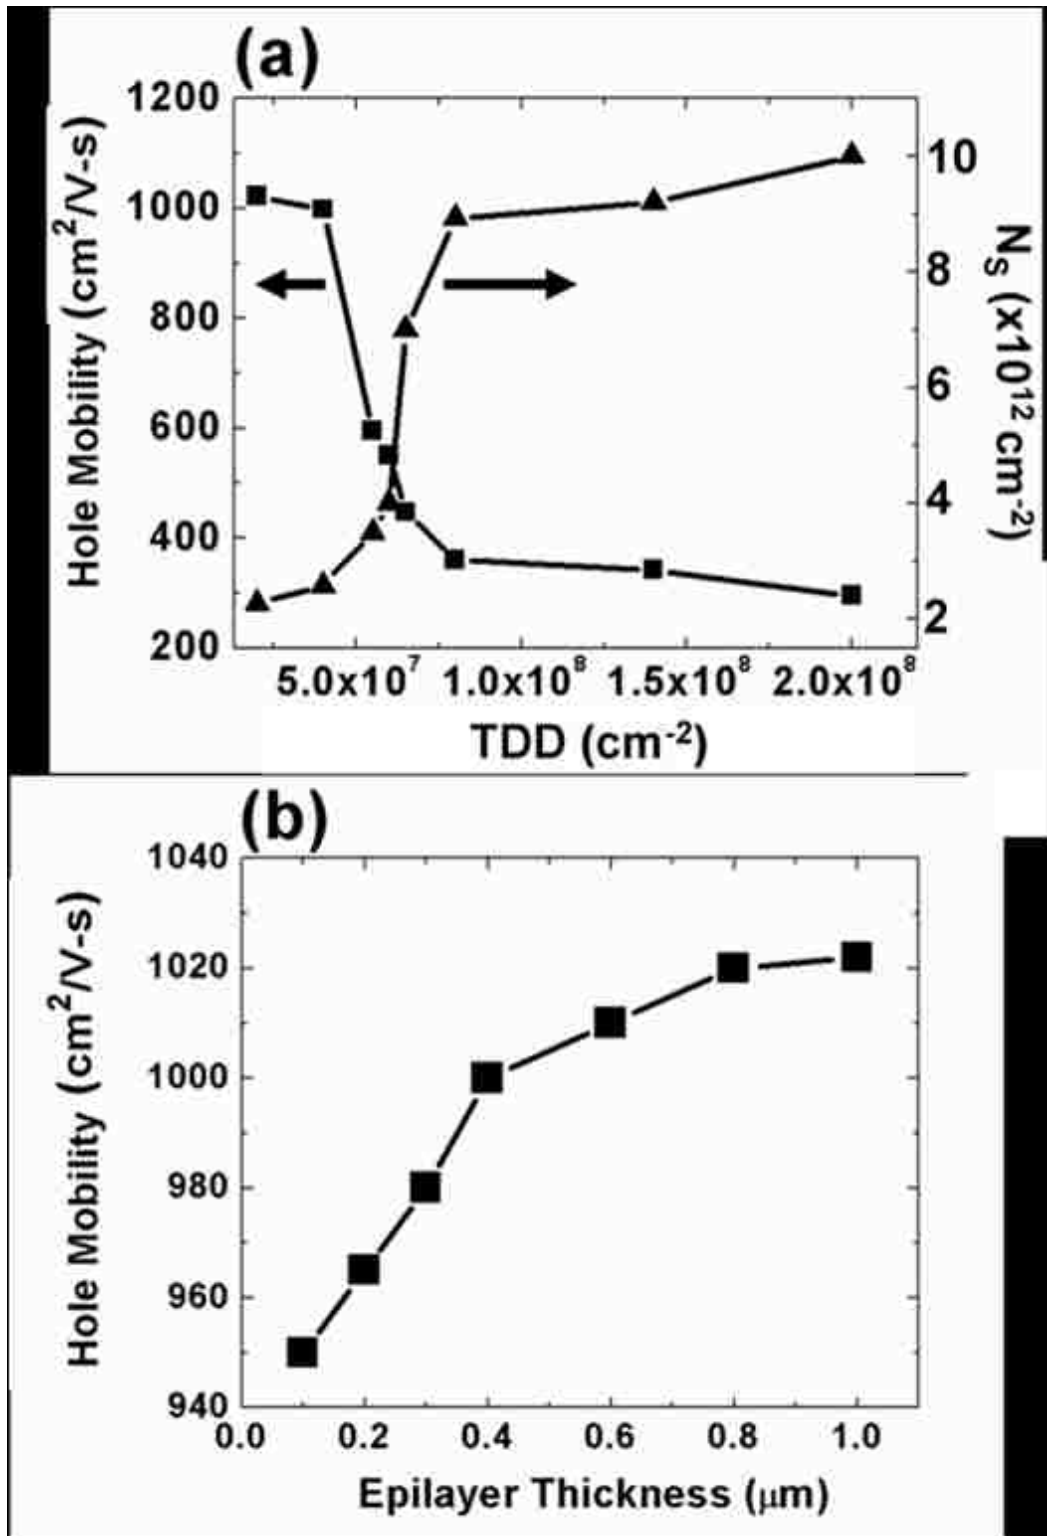 (a)
1200
1000
800
600
400
200
Hole Mobility (cm²/V-s)
10
8
6
4
2
N_S (x10¹² cm⁻²)
5.0x10⁷ 1.0x10⁸ 1.5x10⁸ 2.0x10⁸
TDD (cm⁻²)
(b)
1040
1020
1000
980
960
940
Hole Mobility (cm²/V-s)
0.0 0.2 0.4 0.6 0.8 1.0
Epilayer Thickness (μm)